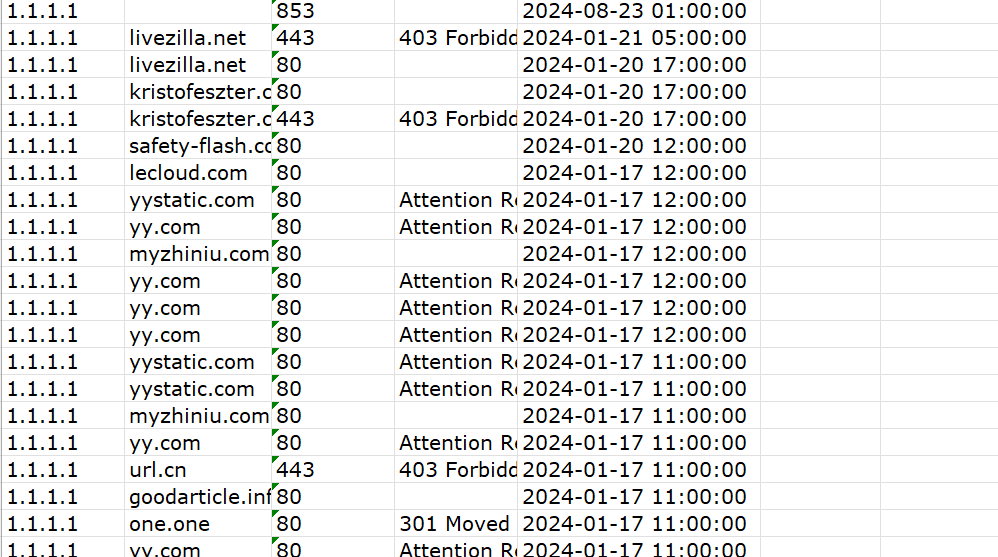 1.1.1.1 853 2024-08-23 01:00:00
1.1.1.1 livezilla.net 443 403 Forbidd 2024-01-21 05:00:00
1.1.1.1 livezilla.net 80 2024-01-20 17:00:00
1.1.1.1 kristofeszter.c 80 2024-01-20 17:00:00
1.1.1.1 kristofeszter.c 443 403 Forbidd 2024-01-20 17:00:00
1.1.1.1 safety-flash.co 80 2024-01-20 12:00:00
1.1.1.1 lecloud.com 80 2024-01-17 12:00:00
1.1.1.1 yystatic.com 80 Attention Re 2024-01-17 12:00:00
1.1.1.1 yy.com 80 Attention Re 2024-01-17 12:00:00
1.1.1.1 myzhiniu.com 80 2024-01-17 12:00:00
1.1.1.1 yy.com 80 Attention Re 2024-01-17 12:00:00
1.1.1.1 yy.com 80 Attention Re 2024-01-17 12:00:00
1.1.1.1 yy.com 80 Attention Re 2024-01-17 12:00:00
1.1.1.1 yystatic.com 80 Attention Re 2024-01-17 11:00:00
1.1.1.1 yystatic.com 80 Attention Re 2024-01-17 11:00:00
1.1.1.1 myzhiniu.com 80 2024-01-17 11:00:00
1.1.1.1 yy.com 80 Attention Re 2024-01-17 11:00:00
1.1.1.1 url.cn 443 403 Forbidd 2024-01-17 11:00:00
1.1.1.1 goodarticle.inf 80 2024-01-17 11:00:00
1.1.1.1 one.one 80 301 Moved 2024-01-17 11:00:00
1.1.1.1 yy.com 80 Attention Re 2024-01-17 11:00:00